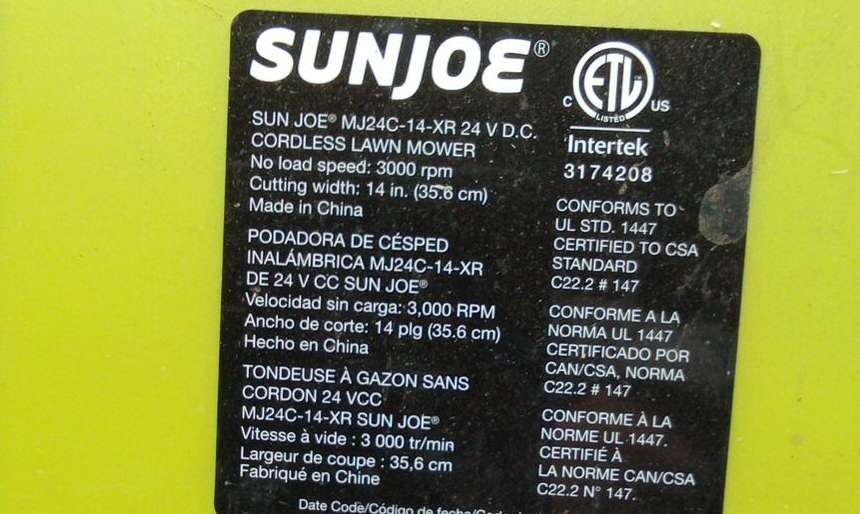 SUNJOE®
SUN JOE® MJ24C-14-XR 24 V D.C.
CORDLESS LAWN MOWER
No load speed: 3000 rpm
Cutting width: 14 in. (35.6 cm)
Made in China
PODADORA DE CÉSPED
INALÁMBRICA MJ24C-14-XR
DE 24 V CC SUN JOE®
Velocidad sin carga: 3,000 RPM
Ancho de corte: 14 plg (35.6 cm)
Hecho en China
TONDEUSE À GAZON SANS
CORDON 24 VCC
MJ24C-14-XR SUN JOE®
Vitesse à vide : 3 000 tr/min
Largeur de coupe : 35,6 cm
Fabriqué en Chine
ETL
LISTED
C US
Intertek
3174208
CONFORMS TO
UL STD. 1447
CERTIFIED TO CSA
STANDARD
C22.2 # 147
CONFORME A LA
NORMA UL 1447
CERTIFICADO POR
CAN/CSA, NORMA
C22.2 # 147
CONFORME À LA
NORME UL 1447.
CERTIFIÉ À
LA NORME CAN/CSA
C22.2 N° 147.
Date Code/Código de fecha/